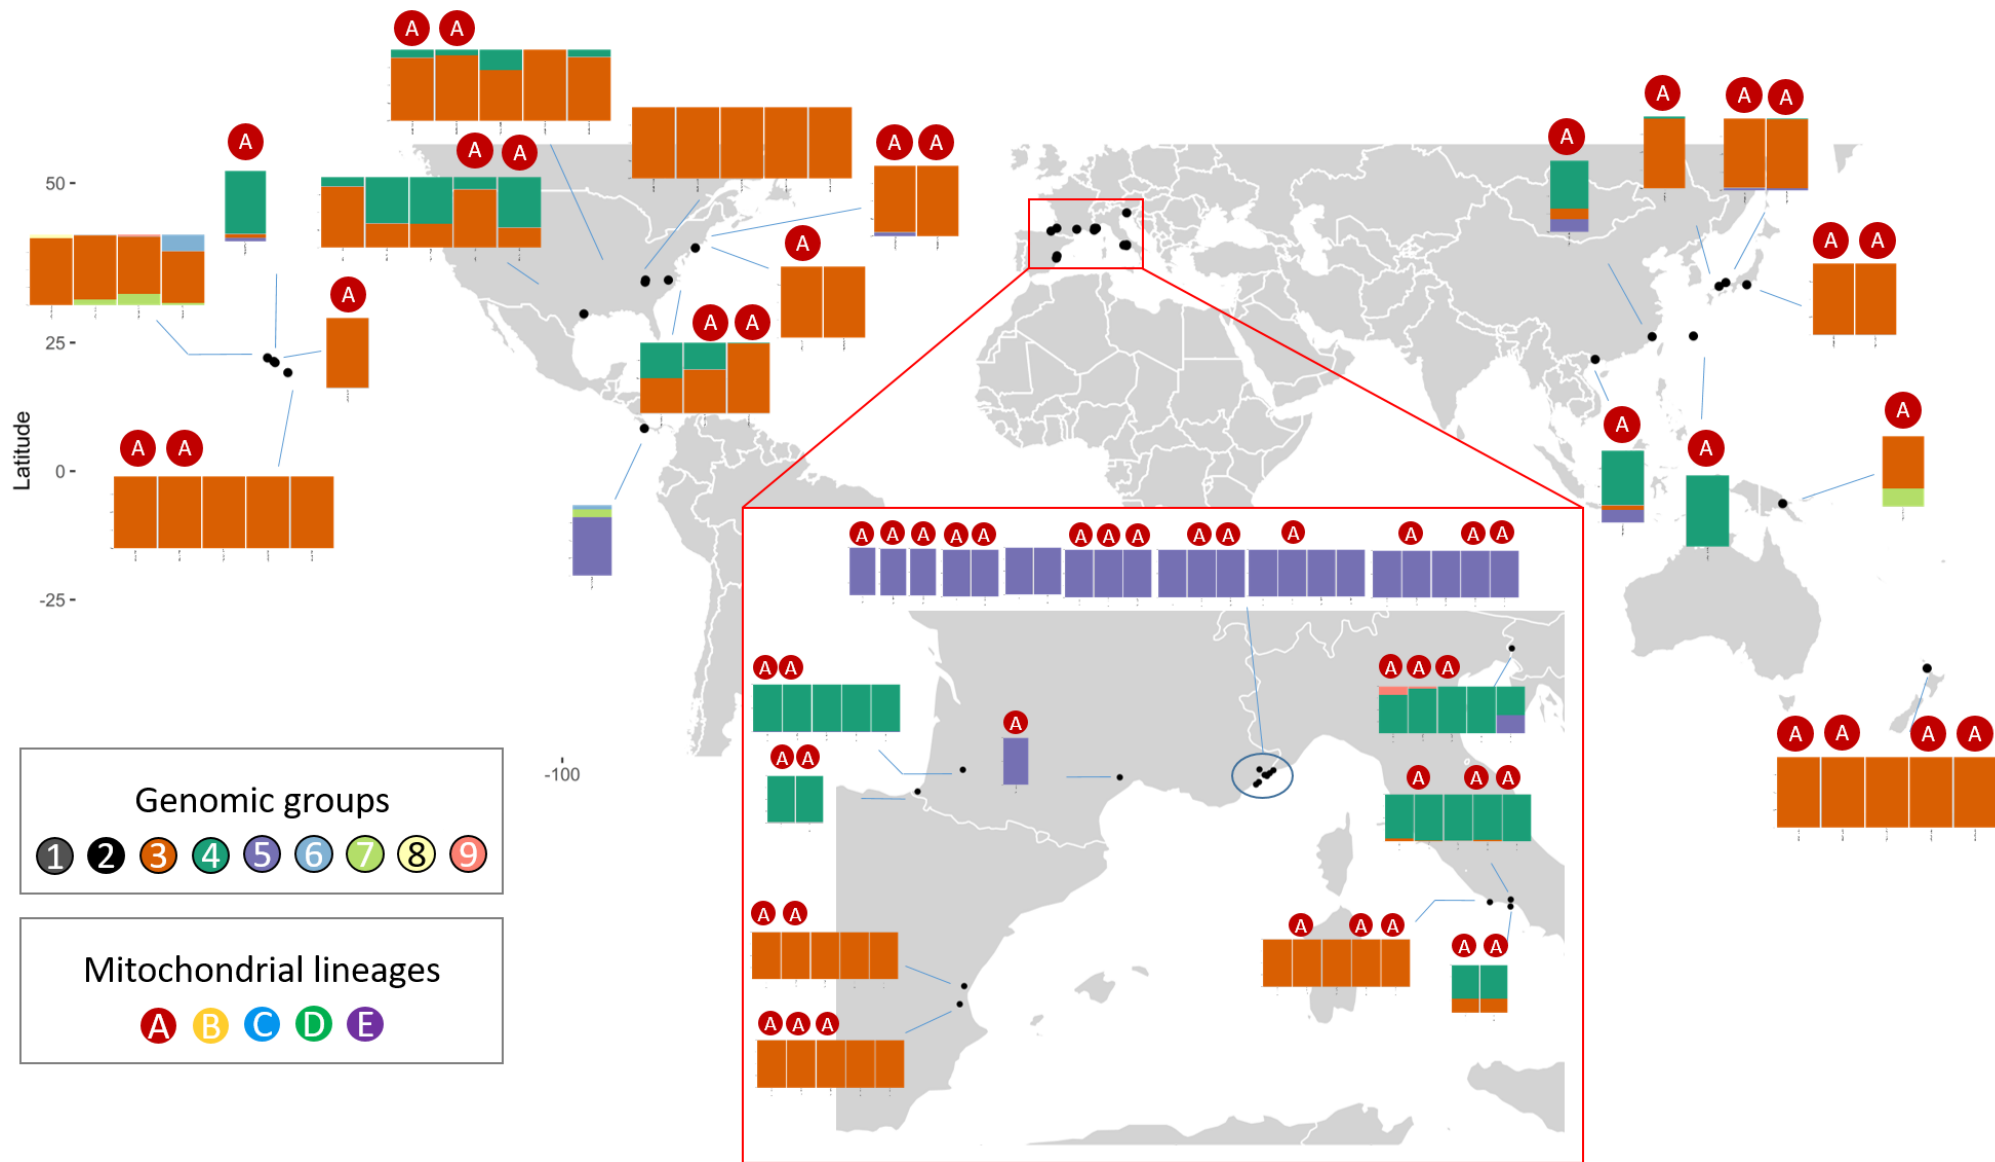 A A
A A A A
50 -
A A A
A A
A A A A A
A
A
25 -
A A
A A A
A A
0 -
Latitude
A A A A A A A A A A A A A A
-25 -
A A A A A
A
A A A A A A
-100
A A A
Genomic groups
1 2 3 4 5 6 7 8 9
A A A A A
A A
Mitochondrial lineages
A B C D E
A A A